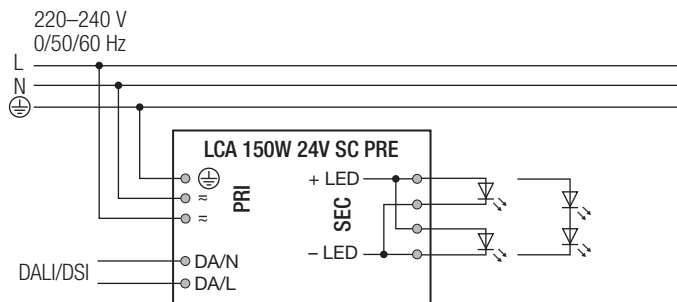 220–240 V
0/50/60 Hz
L
N
LCA 150W 24V SC PRE
PRI
≂
≂
+ LED
SEC
– LED
DALI/DSI
DA/N
DA/L